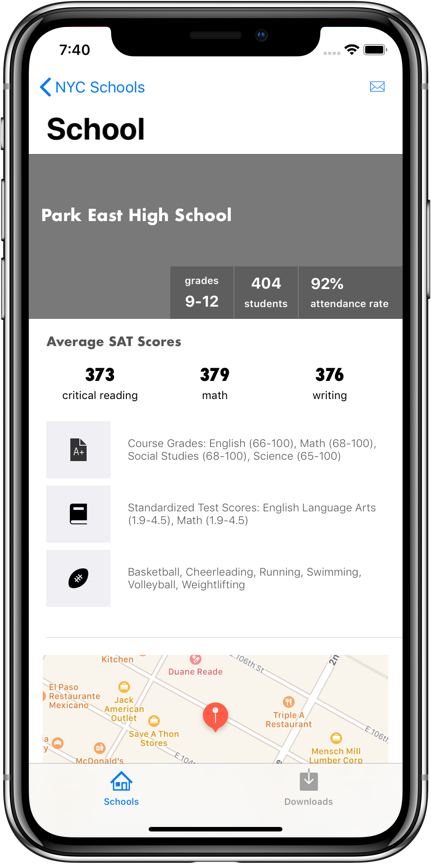 7:40
NYC Schools
School
Park East High School
grades
9-12
404
students
92%
attendance rate
Average SAT Scores
373
critical reading
379
math
376
writing
A+
Course Grades: English (66-100), Math (68-100),
Social Studies (68-100), Science (65-100)
Standardized Test Scores: English Language Arts
(1.9-4.5), Math (1.9-4.5)
Basketball, Cheerleading, Running, Swimming,
Volleyball, Weightlifting
Kitchen
Duane Reade
106th St
2n
El Paso
Restaurante
Mexicano
Jack
American
Outlet
Save A Thon
Stores
Triple A
Restaurant
E 106t
McDonald's
Mensch Mill
Lumber Corp
E 10
Schools
Downloads